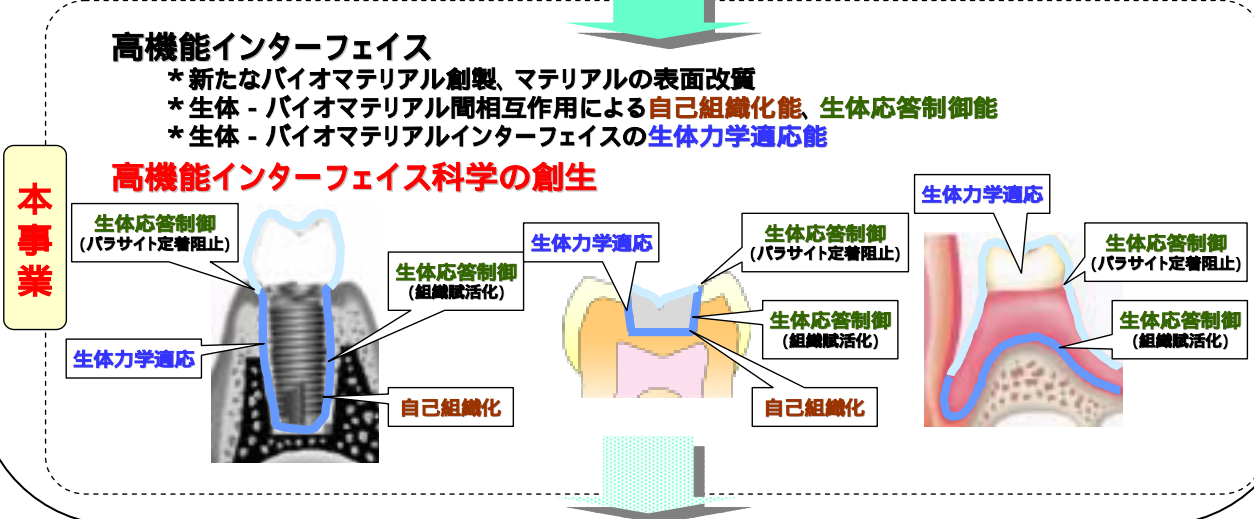 高機能インターフェイス
*新たなバイオマテリアル創製、マテリアルの表面改質
*生体 - バイオマテリアル間相互作用による自己組織化能、生体応答制御能
*生体 - バイオマテリアルインターフェイスの生体力学適応能
本事業
高機能インターフェイス科学の創生
生体応答制御
(パラサイト定着阻止)
生体応答制御
(組織賦活化)
生体力学適応
自己組織化
生体力学適応
生体応答制御
(パラサイト定着阻止)
生体応答制御
(組織賦活化)
自己組織化
生体力学適応
生体応答制御
(パラサイト定着阻止)
生体応答制御
(組織賦活化)